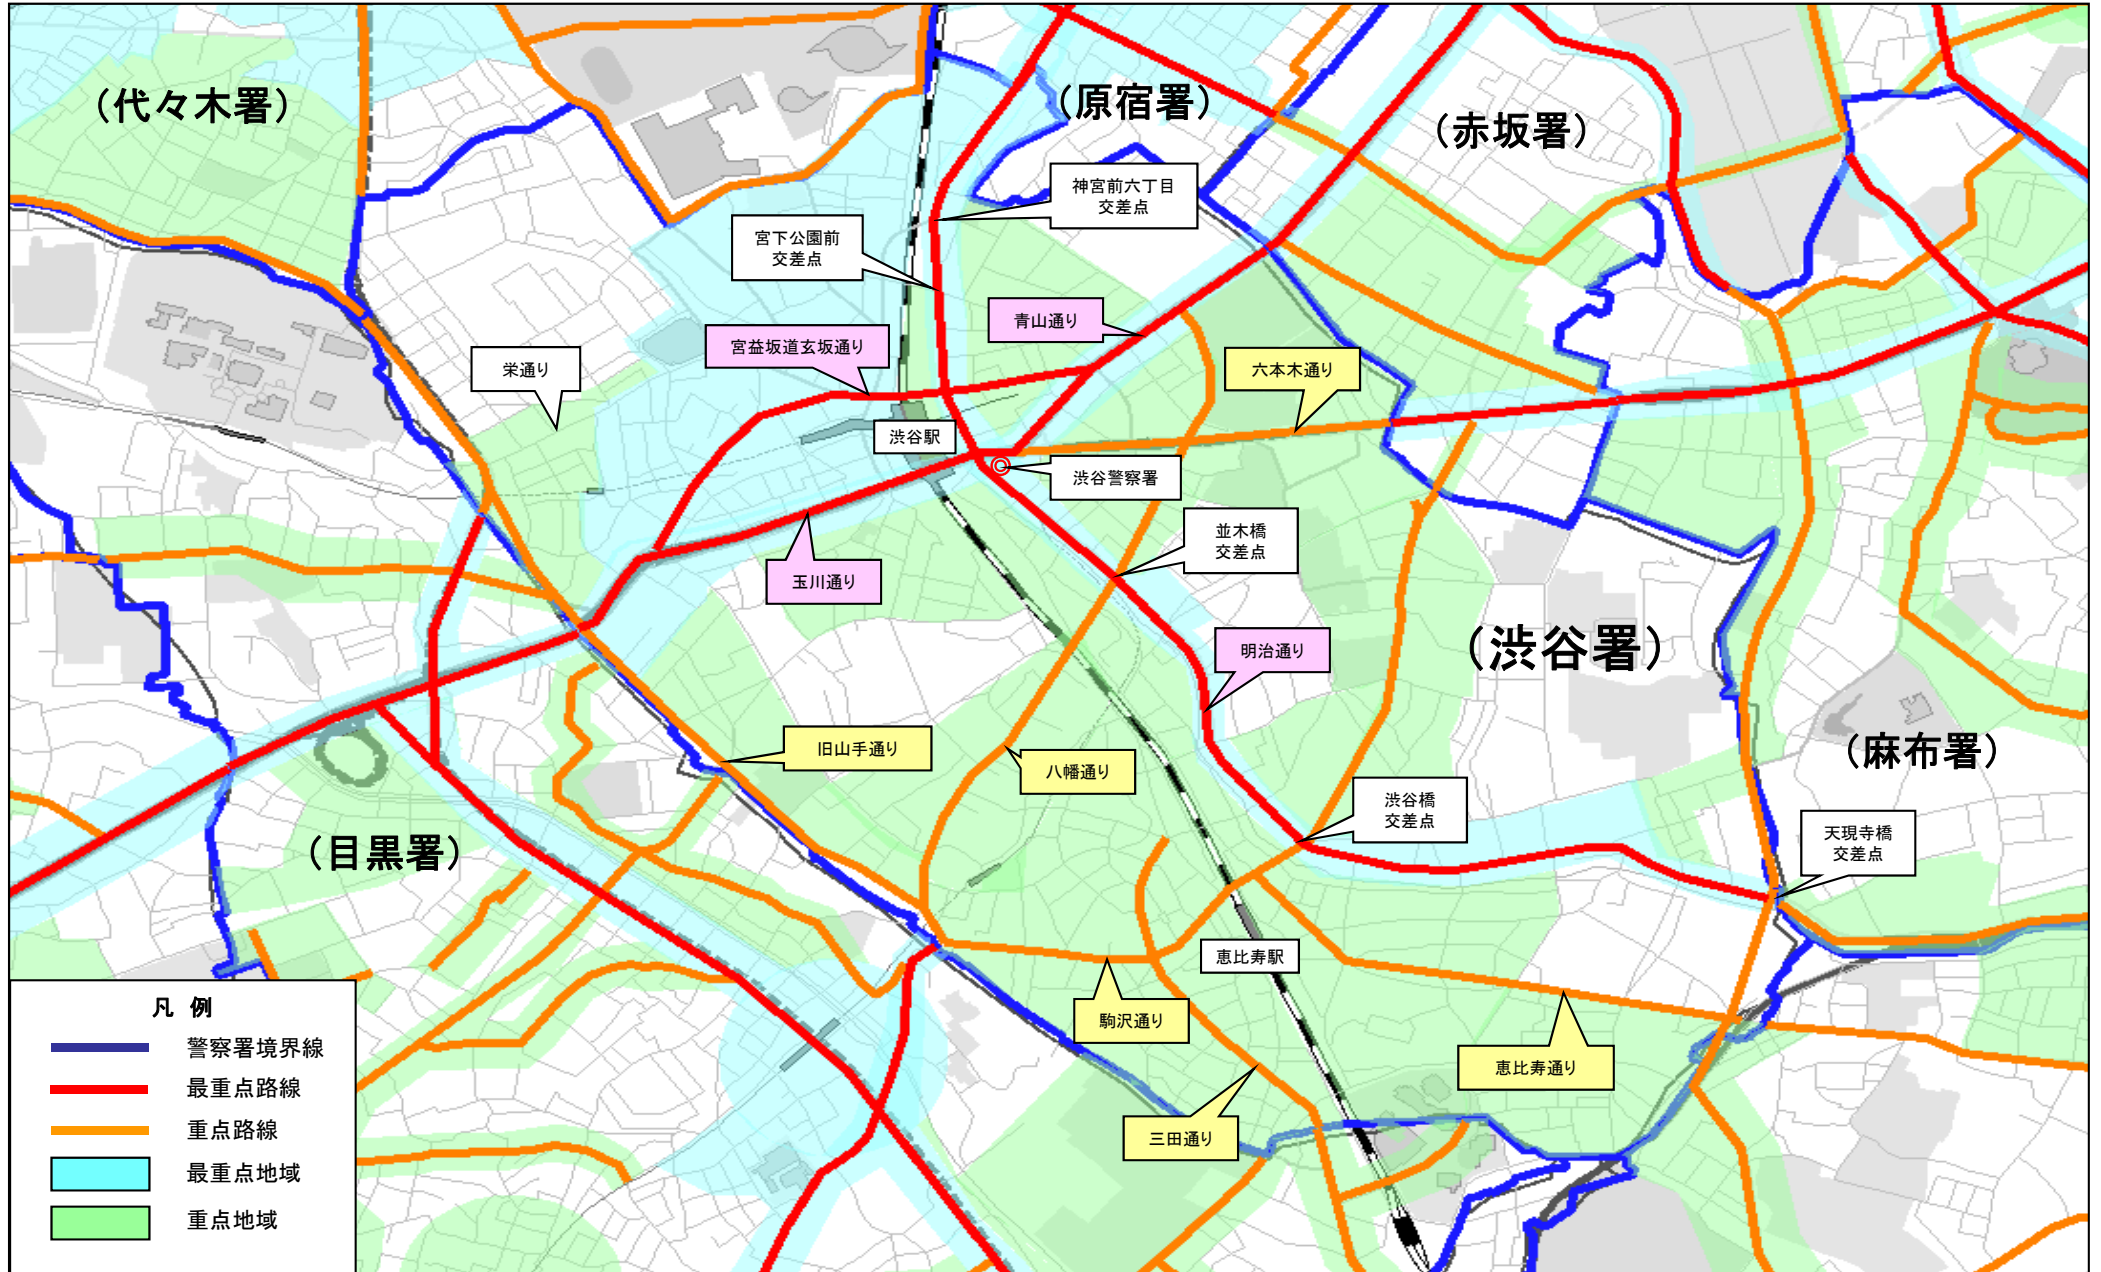 (代々木署)
(原宿署)
(赤坂署)
神宮前六丁目
交差点
宮下公園前
交差点
青山通り
宮益坂道玄坂通り
栄通り
六本木通り
渋谷駅
渋谷警察署
並木橋
交差点
玉川通り
(渋谷署)
明治通り
旧山手通り
八幡通り
(麻布署)
渋谷橋
交差点
天現寺橋
交差点
(目黒署)
恵比寿駅
駒沢通り
恵比寿通り
三田通り
凡 例
警察署境界線
最重点路線
重点路線
最重点地域
重点地域